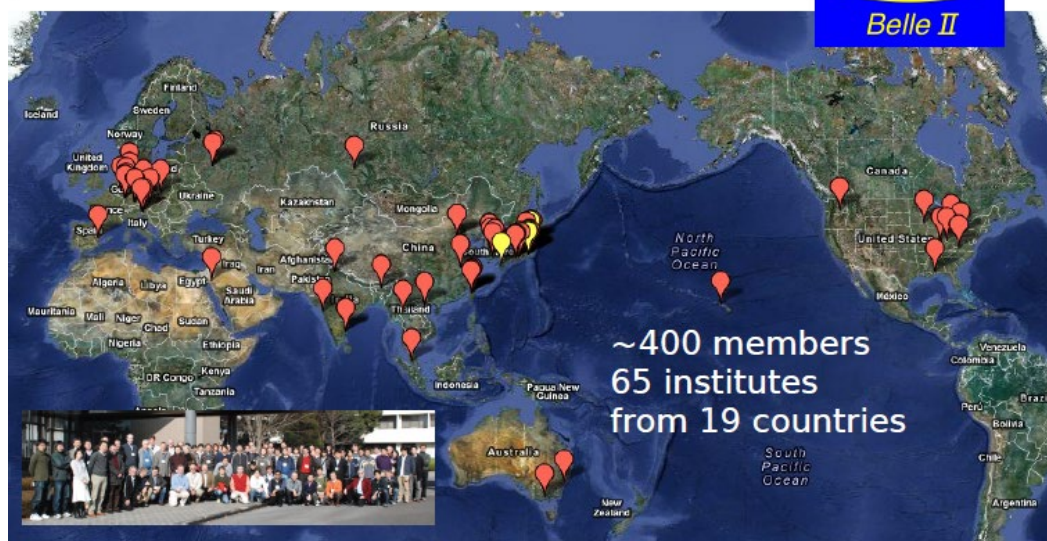 Belle II
Iceland
Finland
Sweden
Norway
Russia
United
Kingdom
Ukraine
Kazakhstan
Mongolia
Italy
Spain
Turkey
Afghanistan
China
Iraq
Iran
Pakistan
Algeria
Libya
Egypt
Saudi
Arabia
Mauritania
Mali
Niger
Chad
Sudan
Nigeria
Ethiopia
Thailand
DR Congo
Kenya
Tanzania
Indonesia
Papua New
Guinea
Australia
New
Zealand
North
Pacific
Ocean
South
Pacific
Ocean
Canada
United States
México
Venezuela
Colombia
Perú
Bolivia
Chile
Argentina
~400 members
65 institutes
from 19 countries